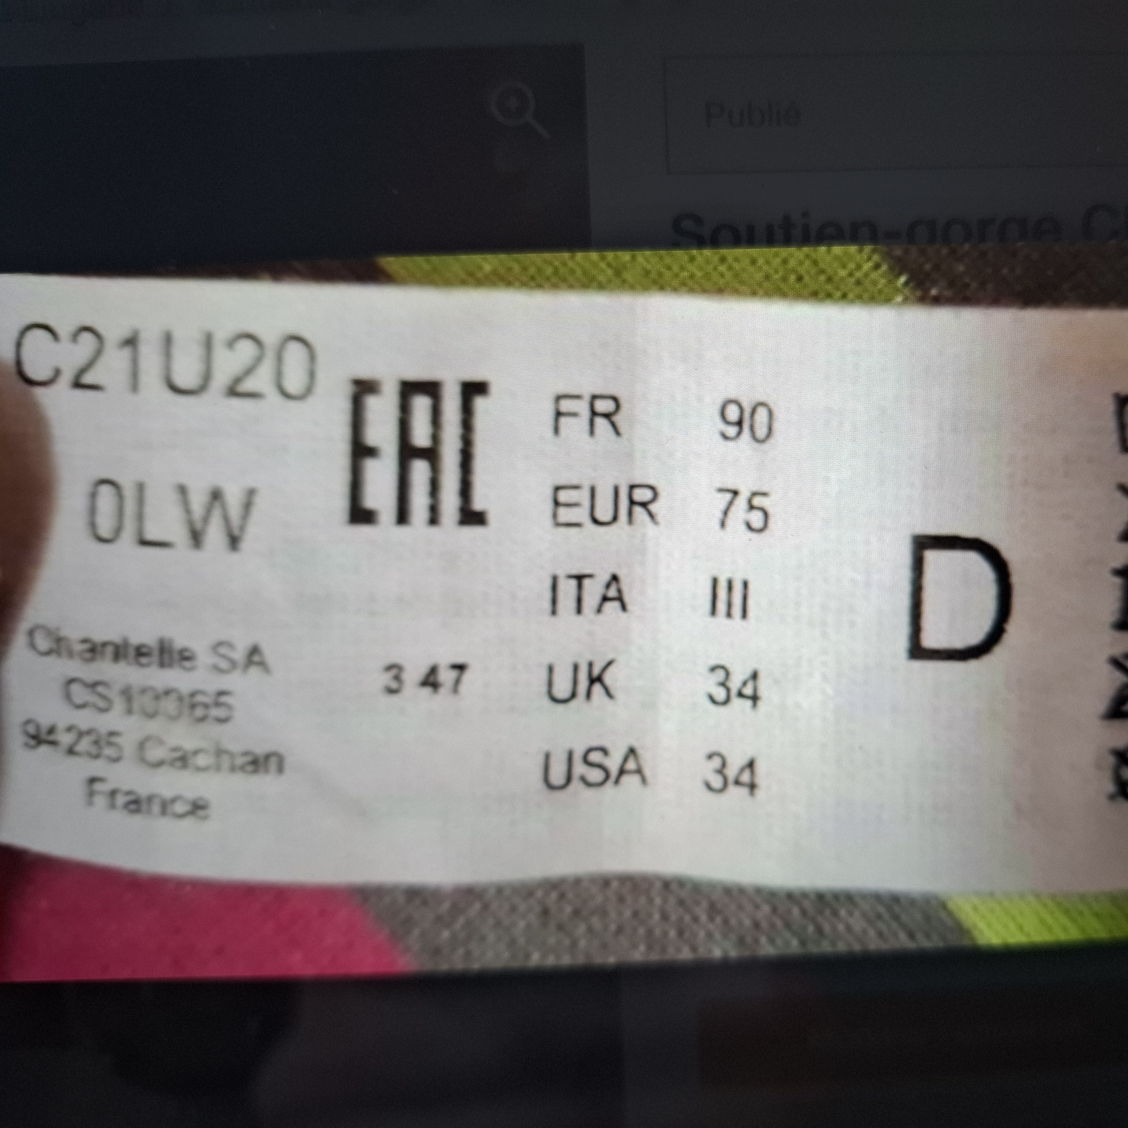 Publié
Soutien-gorge
C21U20
0LW
EAC
FR 90
EUR 75
ITA III
UK 34
USA 34
D
3 47
Chantelle SA
94235 Cachan
France